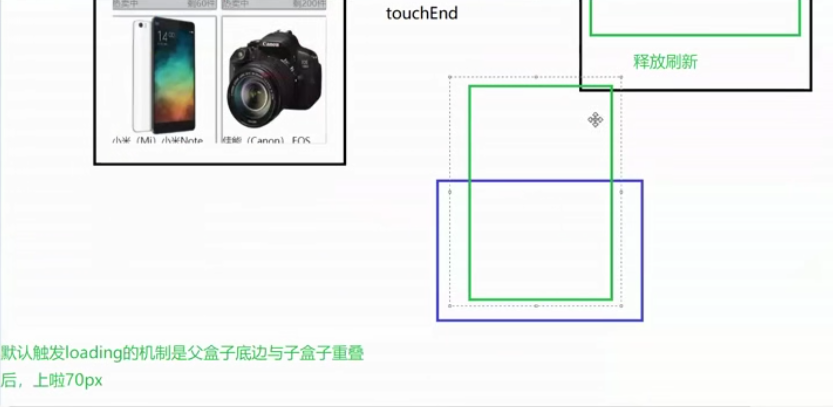 热卖中 剩60件 热卖中 剩200件
touchEnd
释放刷新
小米（Mi）小米Note
佳能（Canon） EOS
默认触发loading的机制是父盒子底边与子盒子重叠
后，上啦70px